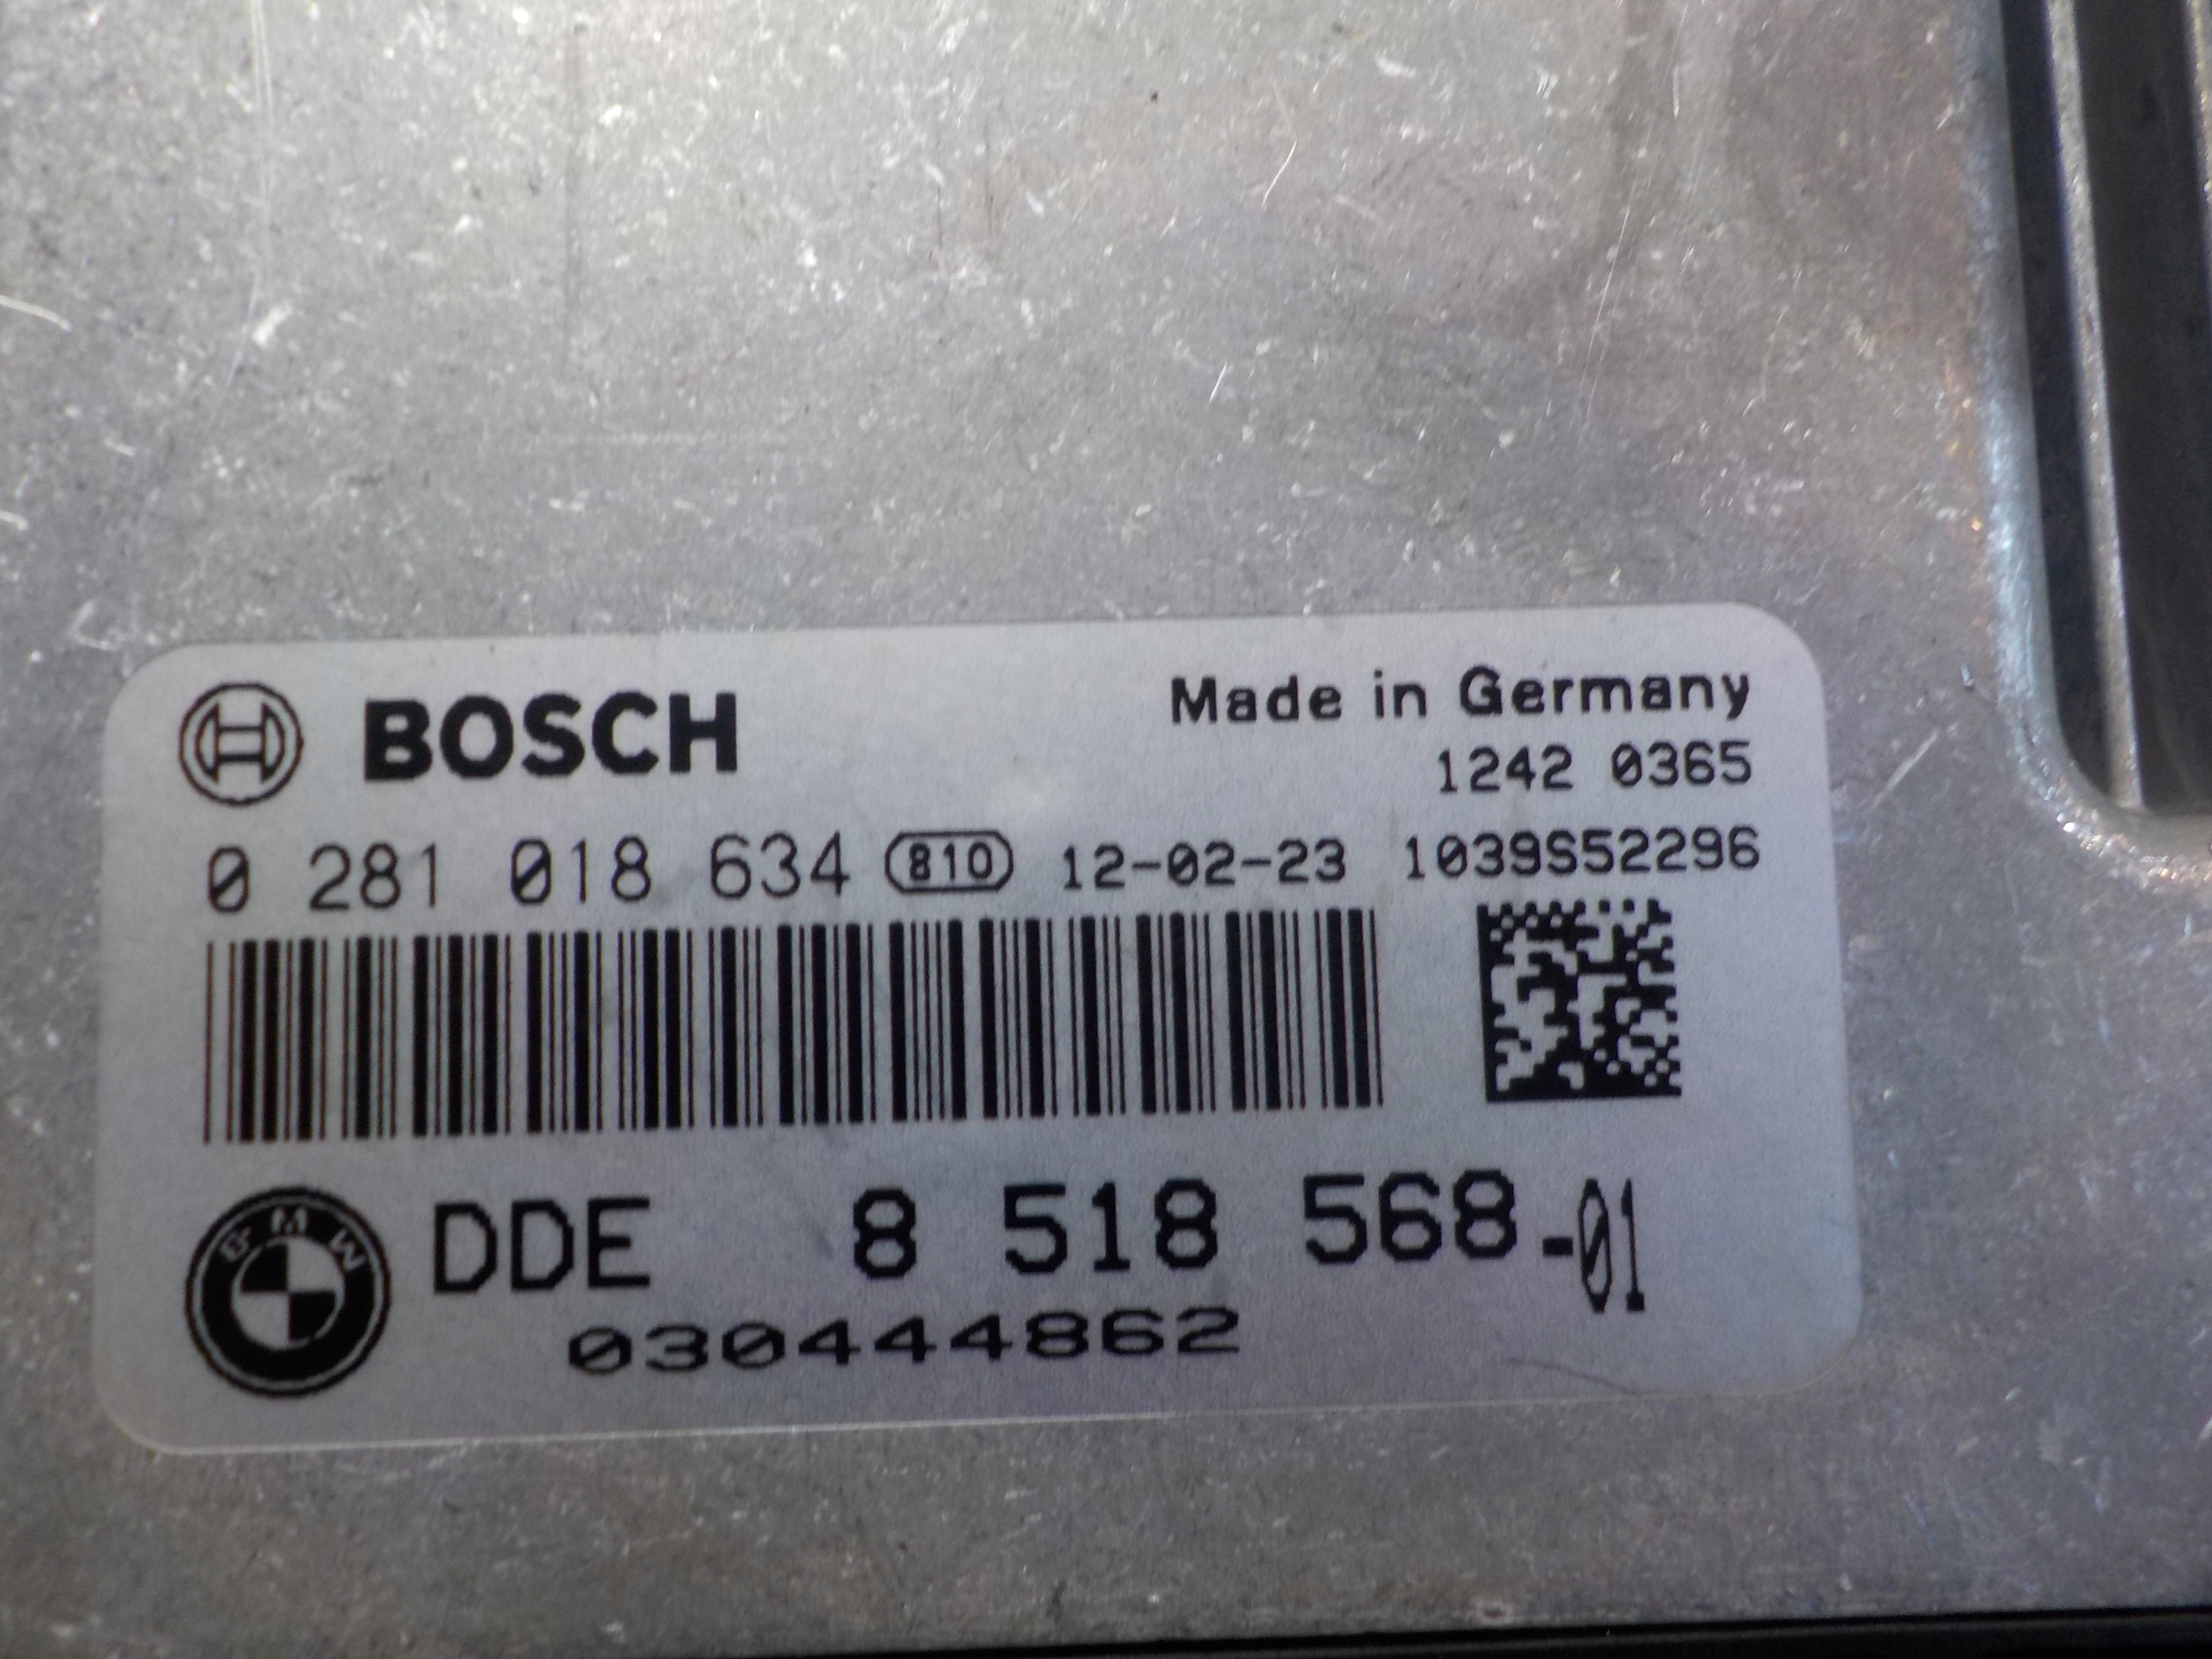 BOSCH
Made in Germany
1242 0365
0 281 018 634 810 12-02-23 1039S52296
BMW
DDE 8 518 568-01
030444862